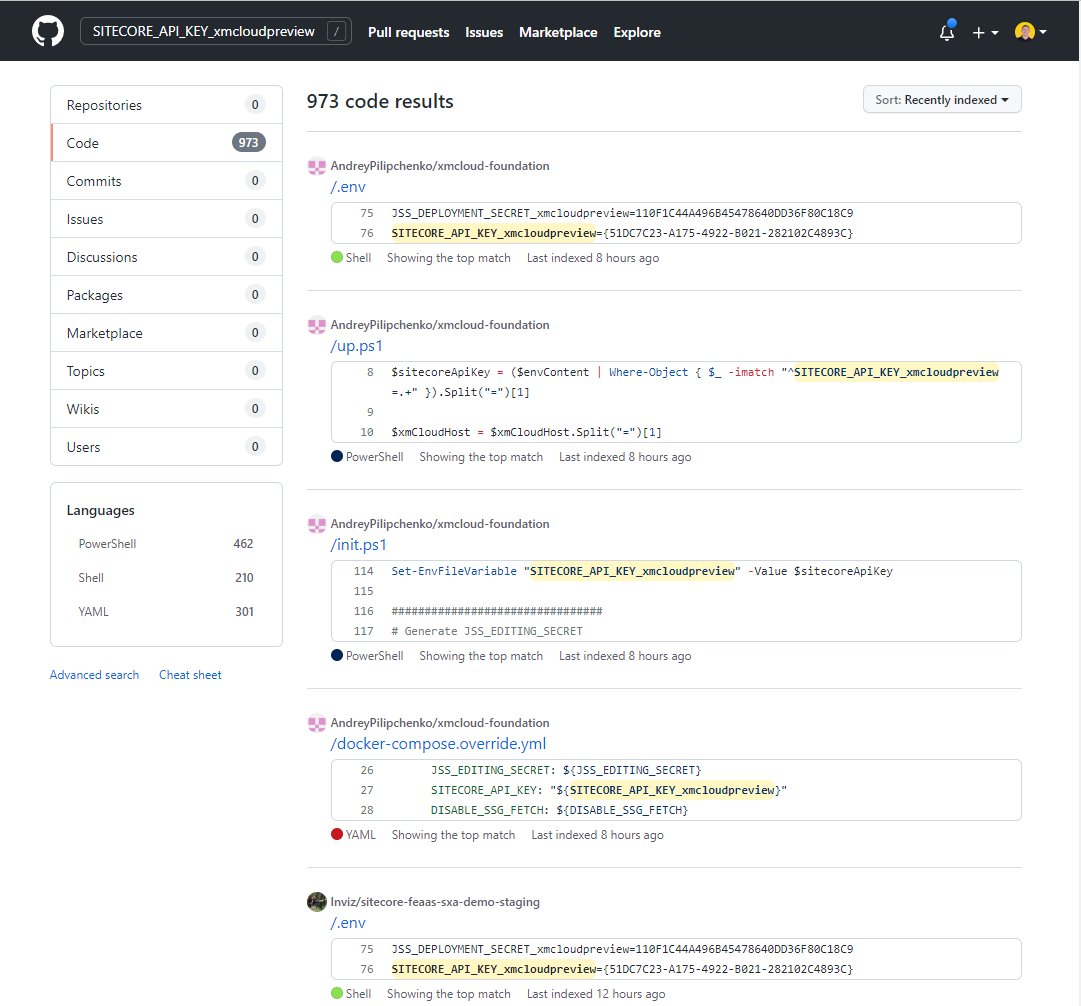 SITECORE_API_KEY_xmcloudpreview /
Pull requests Issues Marketplace Explore
Repositories 0
Code 973
Commits 0
Issues 0
Discussions 0
Packages 0
Marketplace 0
Topics 0
Wikis 0
Users 0
Languages
PowerShell 462
Shell 210
YAML 301
Advanced search Cheat sheet
973 code results
Sort: Recently indexed
AndreyPilipchenko/xmcloud-foundation
/.env
75 JSS_DEPLOYMENT_SECRET_xmcloudpreview=110F1C44A496B45478640DD36F80C18C9
76 SITECORE_API_KEY_xmcloudpreview={51DC7C23-A175-4922-B021-282102C4893C}
Shell Showing the top match Last indexed 8 hours ago
AndreyPilipchenko/xmcloud-foundation
/up.ps1
8 $sitecoreApiKey = ($envContent | Where-Object { $_ -imatch "^SITECORE_API_KEY_xmcloudpreview
=.+" }).Split("=")[1]
9
10 $xmCloudHost = $xmCloudHost.Split("=")[1]
PowerShell Showing the top match Last indexed 8 hours ago
AndreyPilipchenko/xmcloud-foundation
/init.ps1
114 Set-EnvFileVariable "SITECORE_API_KEY_xmcloudpreview" -Value $sitecoreApiKey
115
116 ################################
117 # Generate JSS_EDITING_SECRET
PowerShell Showing the top match Last indexed 8 hours ago
AndreyPilipchenko/xmcloud-foundation
/docker-compose.override.yml
26 JSS_EDITING_SECRET: ${JSS_EDITING_SECRET}
27 SITECORE_API_KEY: "${SITECORE_API_KEY_xmcloudpreview}"
28 DISABLE_SSG_FETCH: ${DISABLE_SSG_FETCH}
YAML Showing the top match Last indexed 8 hours ago
Inviz/sitecore-feaas-sxa-demo-staging
/.env
75 JSS_DEPLOYMENT_SECRET_xmcloudpreview=110F1C44A496B45478640DD36F80C18C9
76 SITECORE_API_KEY_xmcloudpreview={51DC7C23-A175-4922-B021-282102C4893C}
Shell Showing the top match Last indexed 12 hours ago